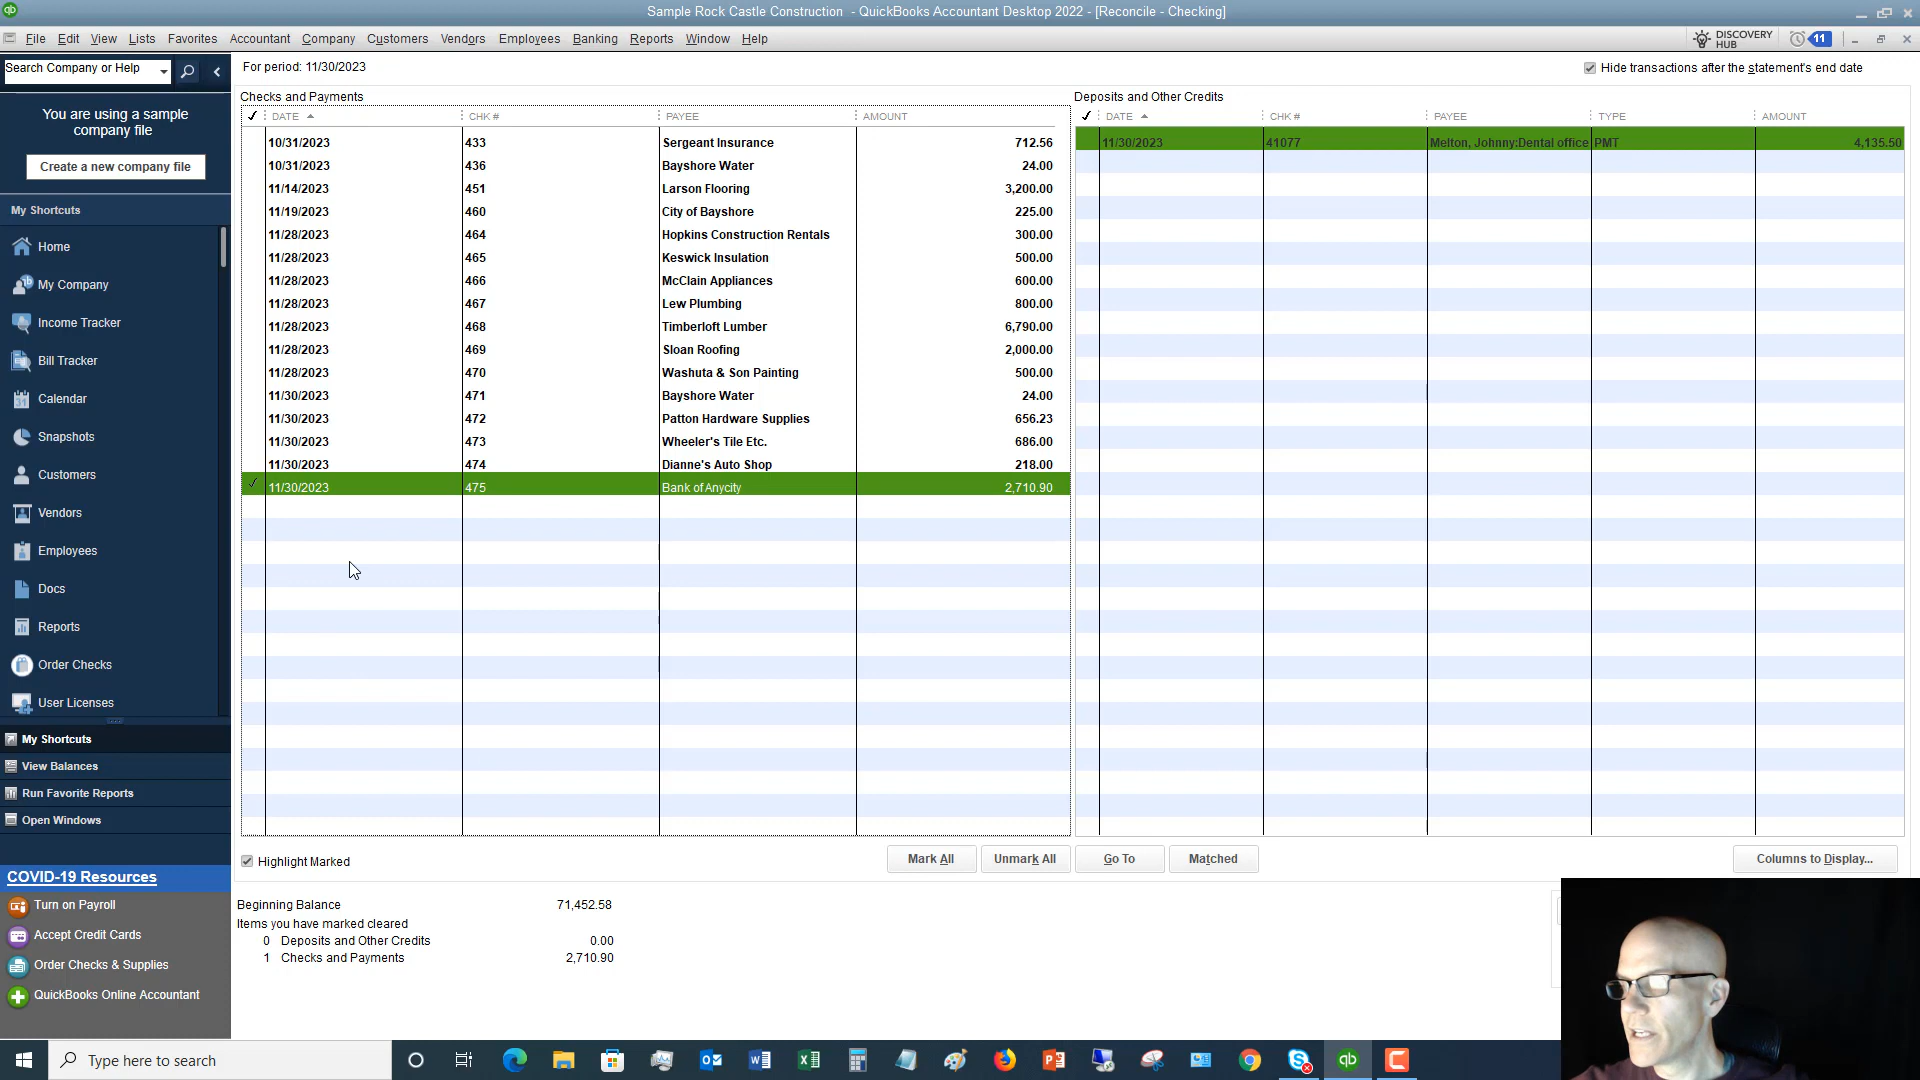 Sample Rock Castle Construction - QuickBooks Accountant Desktop 2022 - [Reconcile - Checking]
File Edit View Lists Favorites Accountant Company Customers Vendors Employees Banking Reports Window Help
DISCOVERY HUB 11
Search Company or Help
For period: 11/30/2023
Hide transactions after the statement's end date
You are using a sample company file
Create a new company file
My Shortcuts
Home
My Company
Income Tracker
Bill Tracker
Calendar
Snapshots
Customers
Vendors
Employees
Docs
Reports
Order Checks
User Licenses
My Shortcuts
View Balances
Run Favorite Reports
Open Windows
COVID-19 Resources
Turn on Payroll
Accept Credit Cards
Order Checks & Supplies
QuickBooks Online Accountant
Checks and Payments
✓ DATE CHK # PAYEE AMOUNT
10/31/2023 433 Sergeant Insurance 712.56
10/31/2023 436 Bayshore Water 24.00
11/14/2023 451 Larson Flooring 3,200.00
11/19/2023 460 City of Bayshore 225.00
11/28/2023 464 Hopkins Construction Rentals 300.00
11/28/2023 465 Keswick Insulation 500.00
11/28/2023 466 McClain Appliances 600.00
11/28/2023 467 Lew Plumbing 800.00
11/28/2023 468 Timberloft Lumber 6,790.00
11/28/2023 469 Sloan Roofing 2,000.00
11/28/2023 470 Washuta & Son Painting 500.00
11/30/2023 471 Bayshore Water 24.00
11/30/2023 472 Patton Hardware Supplies 656.23
11/30/2023 473 Wheeler's Tile Etc. 686.00
11/30/2023 474 Dianne's Auto Shop 218.00
✓ 11/30/2023 475 Bank of Anycity 2,710.90
Deposits and Other Credits
✓ DATE CHK # PAYEE TYPE AMOUNT
11/30/2023 41077 Melton, Johnny:Dental office PMT 4,135.50
Highlight Marked
Mark All Unmark All Go To Matched Columns to Display...
Beginning Balance 71,452.58
Items you have marked cleared
0 Deposits and Other Credits 0.00
1 Checks and Payments 2,710.90
Type here to search